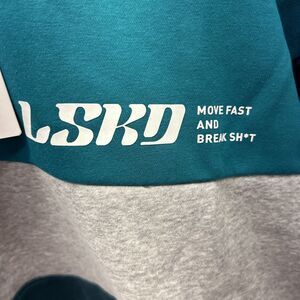 LSKD
MOVE FAST
AND
BREAK SH*T